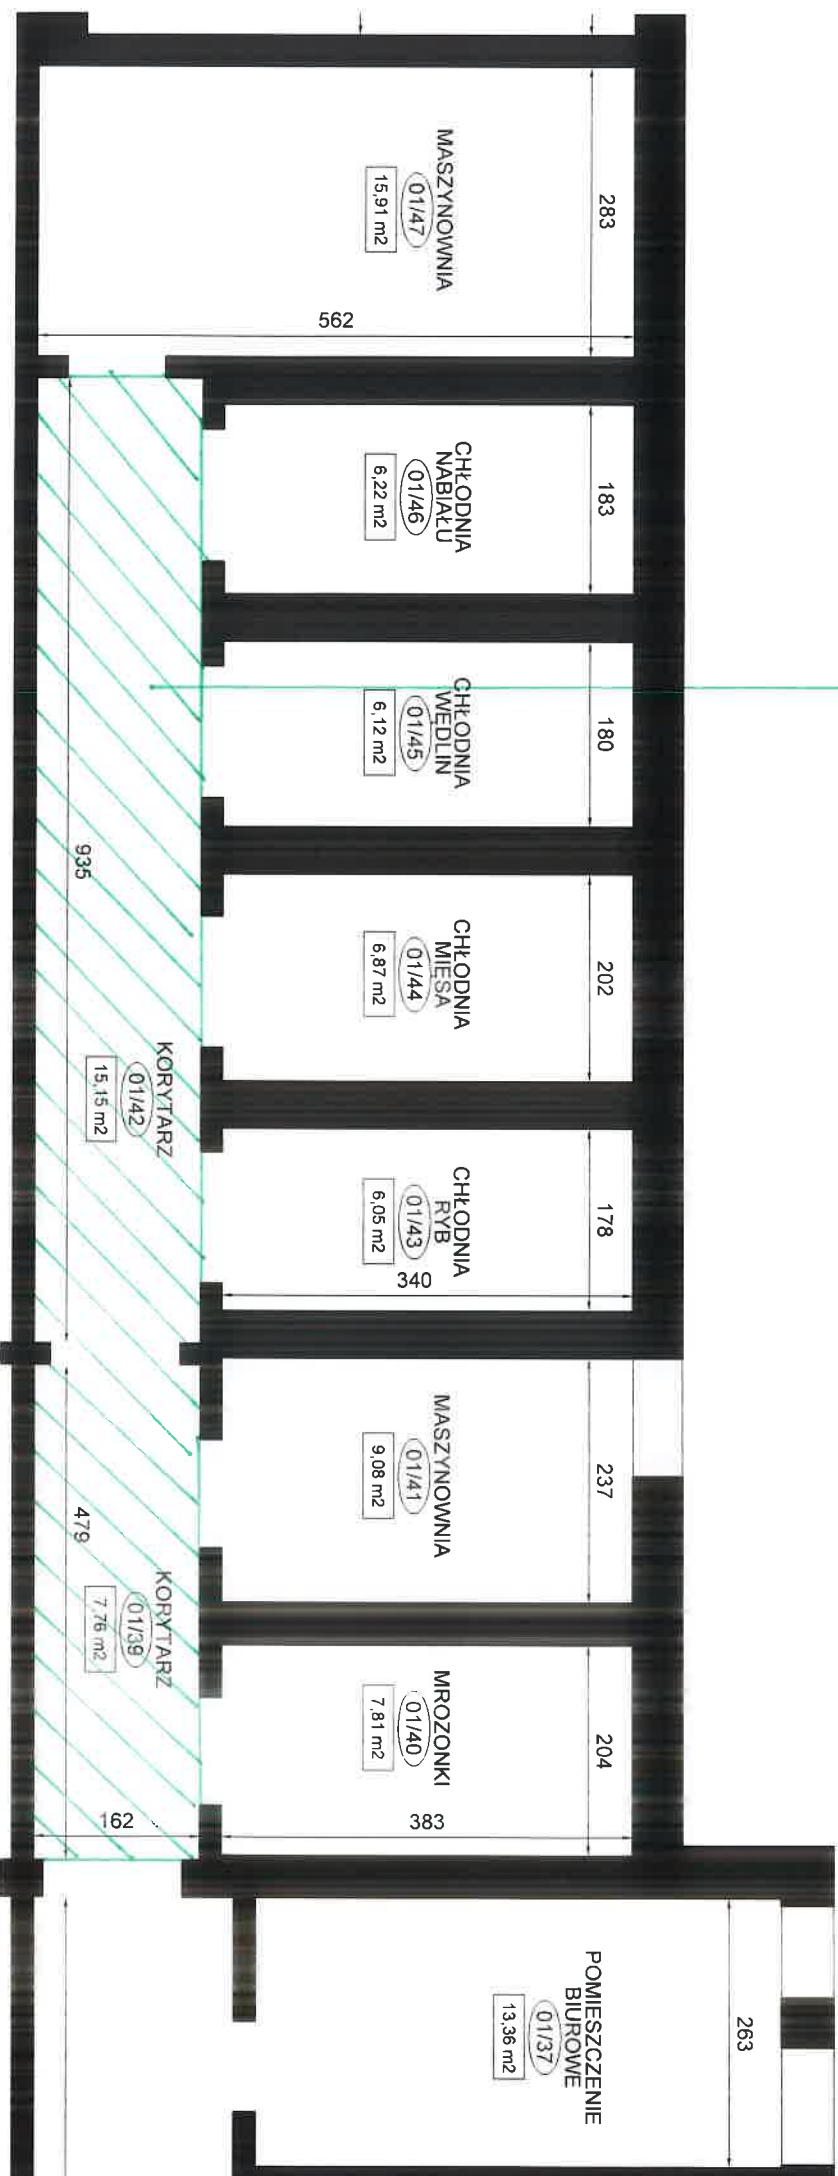 MASZYNOWNIA
01/47
15,91 m2
283
562
CHŁODNIA
NABIAŁU
01/46
6,22 m2
183
CHŁODNIA
WĘDLIN
01/45
6,12 m2
180
CHŁODNIA
MIĘSA
01/44
6,87 m2
202
CHŁODNIA
RYB
01/43
6,05 m2
178
340
935
KORYTARZ
01/42
15,15 m2
MASZYNOWNIA
01/41
9,08 m2
237
479
KORYTARZ
01/39
7,76 m2
162
MROZONKI
01/40
7,81 m2
204
383
POMIESZCZENIE
BIUROWE
01/37
13,36 m2
263